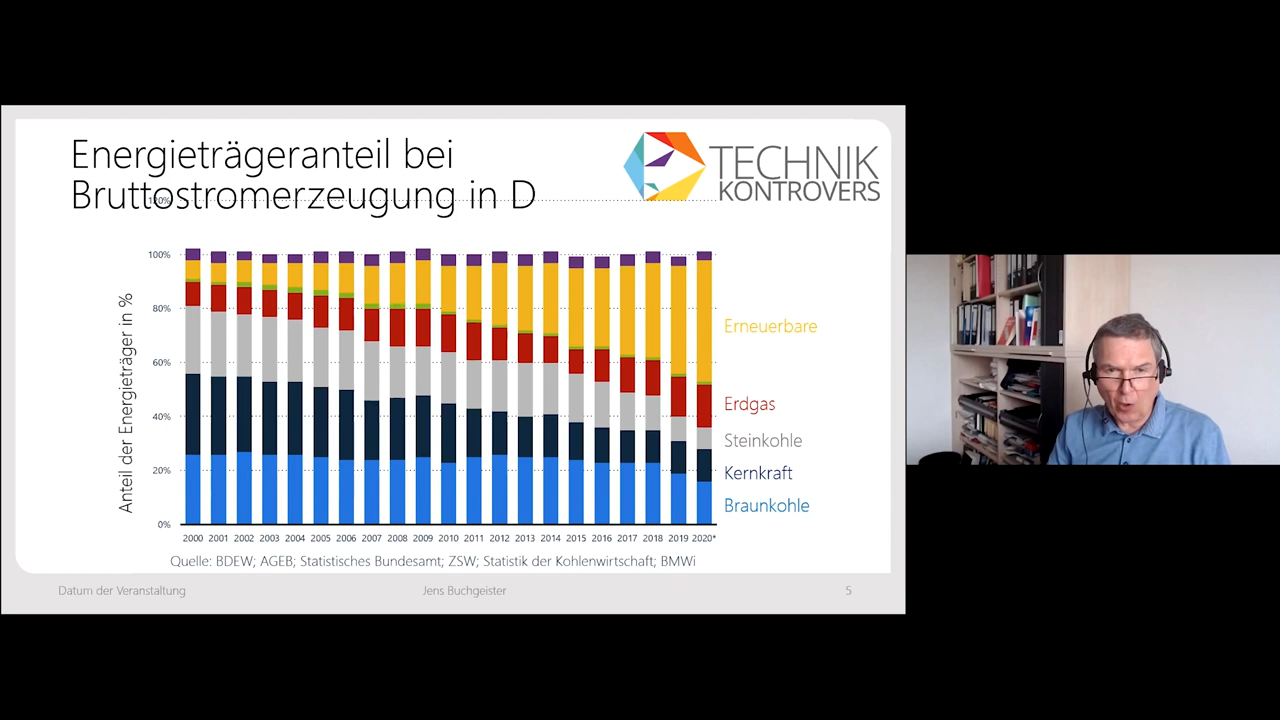 Energieträgeranteil bei
Bruttostromerzeugung in D
TECHNIK
KONTROVERS
120%
100%
80%
60%
40%
20%
0%
Anteil der Energieträger in %
Erneuerbare
Erdgas
Steinkohle
Kernkraft
Braunkohle
2000 2001 2002 2003 2004 2005 2006 2007 2008 2009 2010 2011 2012 2013 2014 2015 2016 2017 2018 2019 2020*
Quelle: BDEW; AGEB; Statistisches Bundesamt; ZSW; Statistik der Kohlenwirtschaft; BMWi
Datum der Veranstaltung
Jens Buchgeister
5